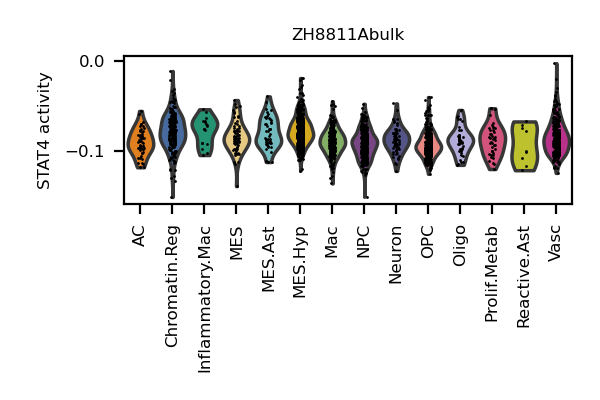 ZH8811Abulk
STAT4 activity
0.0
−0.1
AC
Chromatin.Reg
Inflammatory.Mac
MES
MES.Ast
MES.Hyp
Mac
NPC
Neuron
OPC
Oligo
Prolif.Metab
Reactive.Ast
Vasc